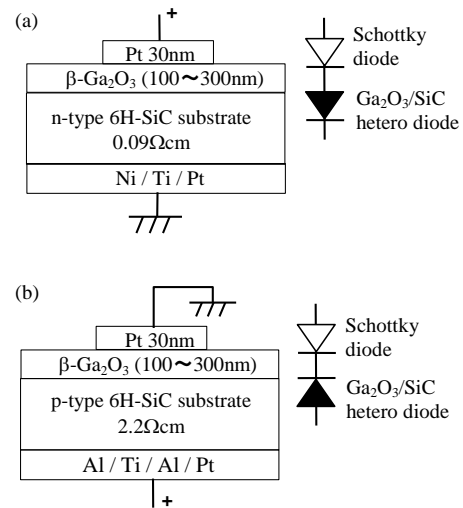 (a)
+
Pt 30nm
β-Ga₂O₃ (100～300nm)
n-type 6H-SiC substrate
0.09Ωcm
Ni / Ti / Pt
Schottky
diode
Ga₂O₃/SiC
hetero diode
(b)
Pt 30nm
β-Ga₂O₃ (100～300nm)
p-type 6H-SiC substrate
2.2Ωcm
Al / Ti / Al / Pt
+
Schottky
diode
Ga₂O₃/SiC
hetero diode